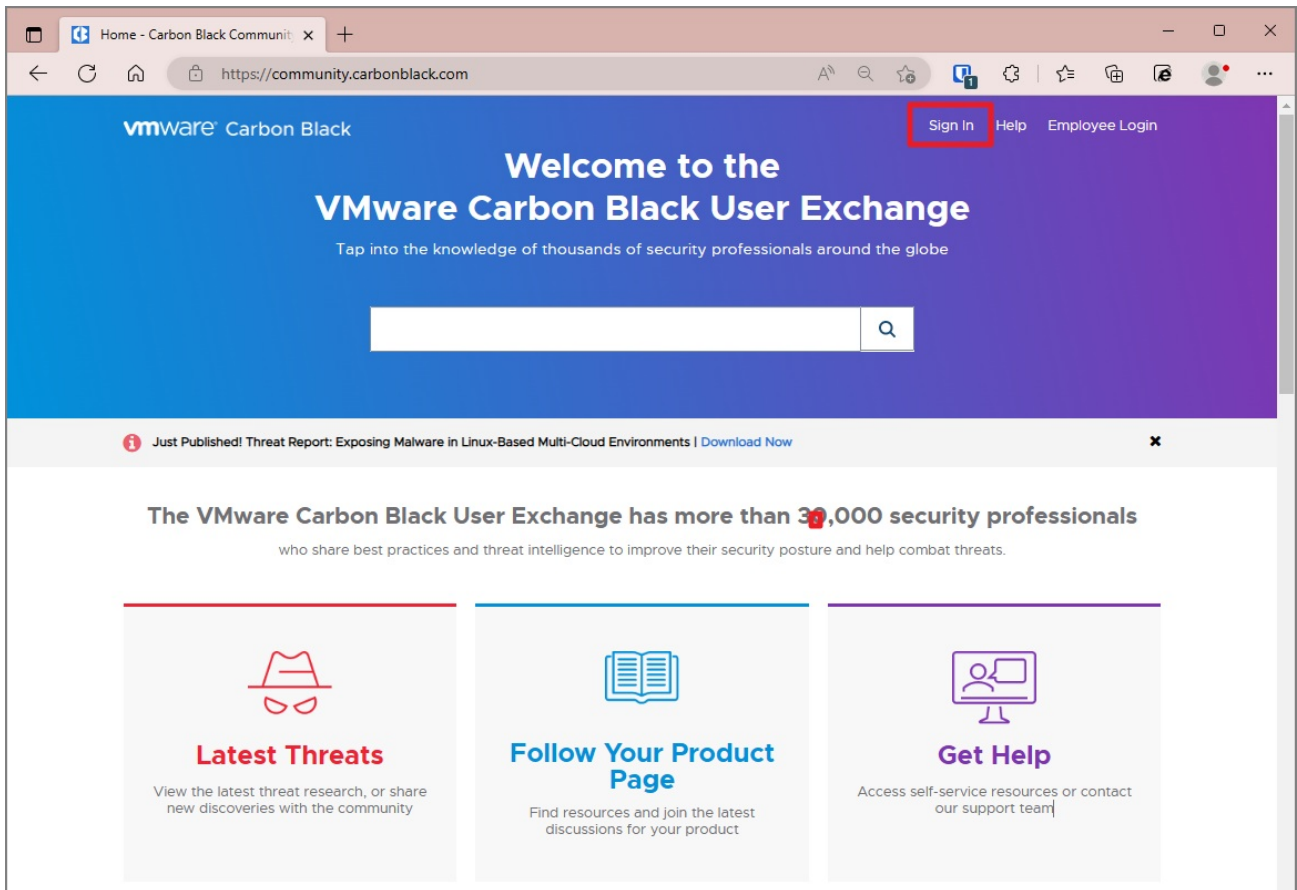 Home - Carbon Black Communit
https://community.carbonblack.com
1
vmware® Carbon Black
Sign In Help Employee Login
Welcome to the
VMware Carbon Black User Exchange
Tap into the knowledge of thousands of security professionals around the globe
Just Published! Threat Report: Exposing Malware in Linux-Based Multi-Cloud Environments | Download Now
The VMware Carbon Black User Exchange has more than security professionals
who share best practices and threat intelligence to improve their security posture and help combat threats.
Latest Threats
View the latest threat research, or share
new discoveries with the community
Follow Your Product
Page
Find resources and join the latest
discussions for your product
Get Help
Access self-service resources or contact
our support team